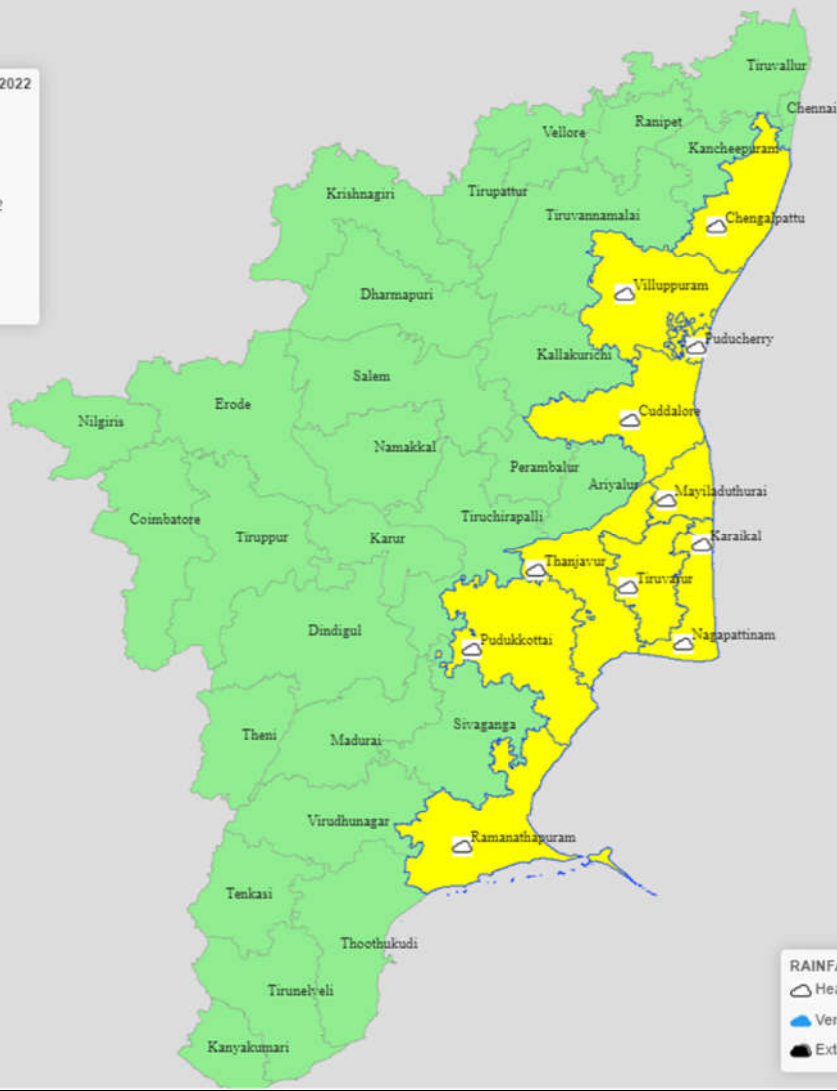 2022
Tiruvallur
Chennai
Ranipet
Vellore
Kancheepuram
Krishnagiri
Tirupattur
Tiruvannamalai
Chengalpattu
Villuppuram
Dharmapuri
Puducherry
Kallakurichi
Salem
Erode
Cuddalore
Nilgiris
Namakkal
Perambalur
Ariyalur
Mayiladuthurai
Coimbatore
Tiruchirapalli
Tiruppur
Karur
Karaikal
Thanjavur
Tiruvarur
Dindigul
Pudukkottai
Nagapattinam
Sivaganga
Theni
Madurai
Virudhunagar
Ramanathapuram
Tenkasi
Thoothukudi
Tirunelveli
Kanyakumari
RAINFA
Hea
Ver
Ext